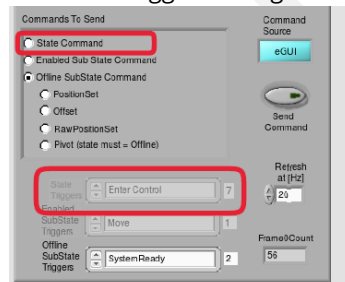 Commands To Send
State Command
Enabled Sub State Command
Offline SubState Command
PositionSet
Offset
RawPositionSet
Pivot (state must = Offline)
State
Triggers
Enter Control
7
Enabled
SubState
Triggers
Move
1
Offline
SubState
Triggers
SystemReady
2
Command
Source
eGUI
Send
Command
Refresh
at [Hz]
20
Frame0Count
56